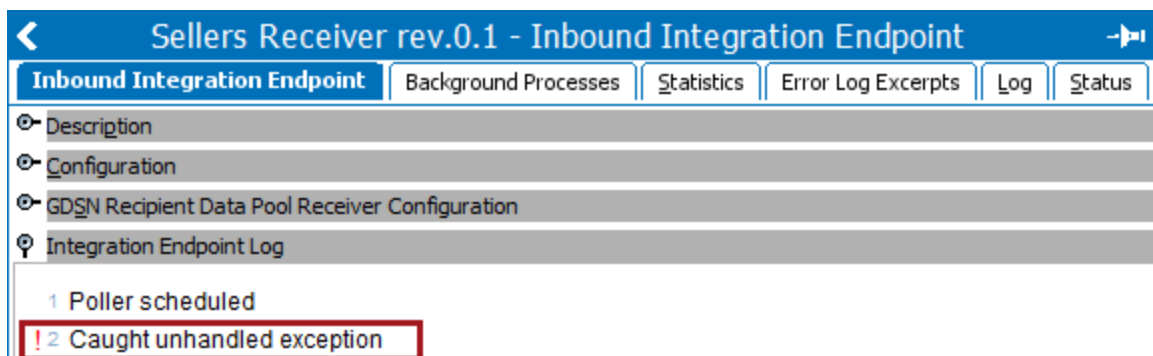 Sellers Receiver rev.0.1 - Inbound Integration Endpoint
Inbound Integration Endpoint Background Processes Statistics Error Log Excerpts Log Status
Description
Configuration
GDSN Recipient Data Pool Receiver Configuration
Integration Endpoint Log
1 Poller scheduled
! 2 Caught unhandled exception